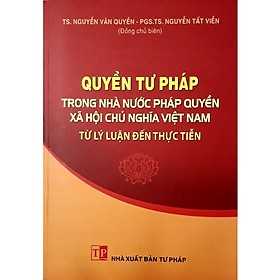 TS. NGUYỄN VĂN QUYỀN - PGS.TS. NGUYỄN TẤT VIỄN
(Đồng chủ biên)
QUYỀN TƯ PHÁP
TRONG NHÀ NƯỚC PHÁP QUYỀN
XÃ HỘI CHỦ NGHĨA VIỆT NAM
TỪ LÝ LUẬN ĐẾN THỰC TIỄN
TP
NHÀ XUẤT BẢN TƯ PHÁP